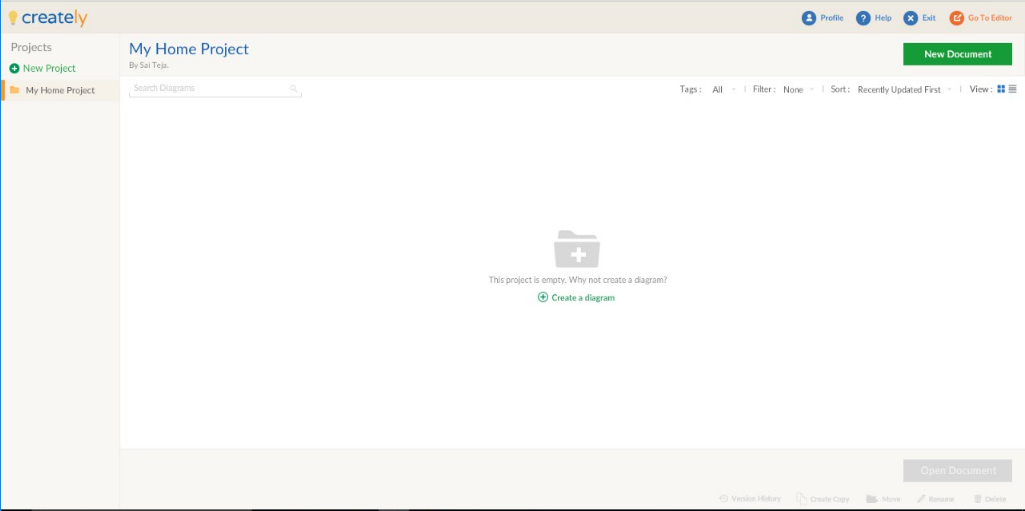 creately
Profile Help Exit Go To Editor
Projects
New Project
My Home Project
My Home Project
By Sai Teja.
New Document
Search Diagrams
Tags : All | Filter : None | Sort : Recently Updated First | View :
This project is empty. Why not create a diagram?
Create a diagram
Open Document
Version History Create Copy Move Rename Delete